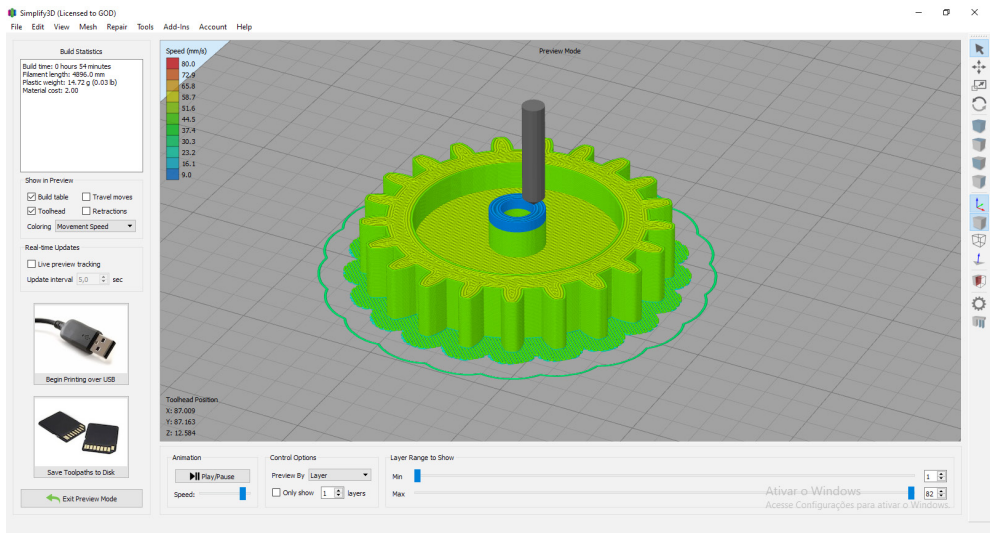 Simplify3D (Licensed to GOD)
File Edit View Mesh Repair Tools Add-Ins Account Help
Build Statistics
Build time: 0 hours 54 minutes
Filament length: 4896.0 mm
Plastic weight: 14.72 g (0.03 lb)
Material cost: 2.00
Show in Preview
Build table Travel moves
Toolhead Retractions
Coloring Movement Speed
Real-time Updates
Live preview tracking
Update interval 5,0 sec
Begin Printing over USB
Save Toolpaths to Disk
Exit Preview Mode
Speed (mm/s)
80.0
72.9
65.8
58.7
51.6
44.5
37.4
30.3
23.2
16.1
9.0
Preview Mode
Toolhead Position
X: 87.009
Y: 87.163
Z: 12.584
Animation
Play/Pause
Speed:
Control Options
Preview By Layer
Only show 1 layers
Layer Range to Show
Min 1
Max 82
Ativar o Windows
Acesse Configurações para ativar o Windows.